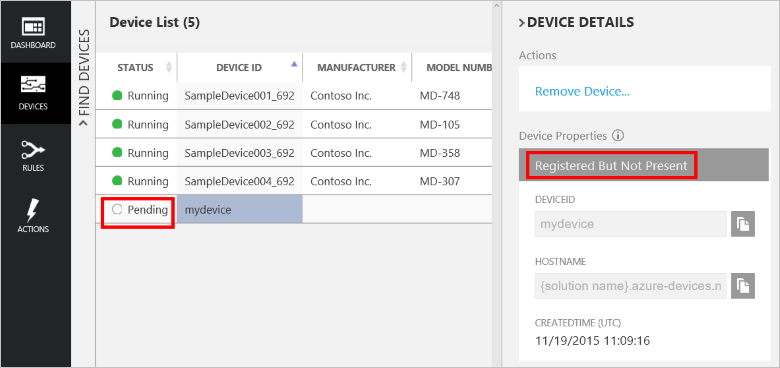 DASHBOARD
DEVICES
RULES
ACTIONS
FIND DEVICES
Device List (5)
STATUS DEVICE ID MANUFACTURER MODEL NUMB
Running SampleDevice001_692 Contoso Inc. MD-748
Running SampleDevice002_692 Contoso Inc. MD-105
Running SampleDevice003_692 Contoso Inc. MD-358
Running SampleDevice004_692 Contoso Inc. MD-307
Pending mydevice
DEVICE DETAILS
Actions
Remove Device...
Device Properties
Registered But Not Present
DEVICEID
mydevice
HOSTNAME
{solution name}.azure-devices.n
CREATEDTIME (UTC)
11/19/2015 11:09:16